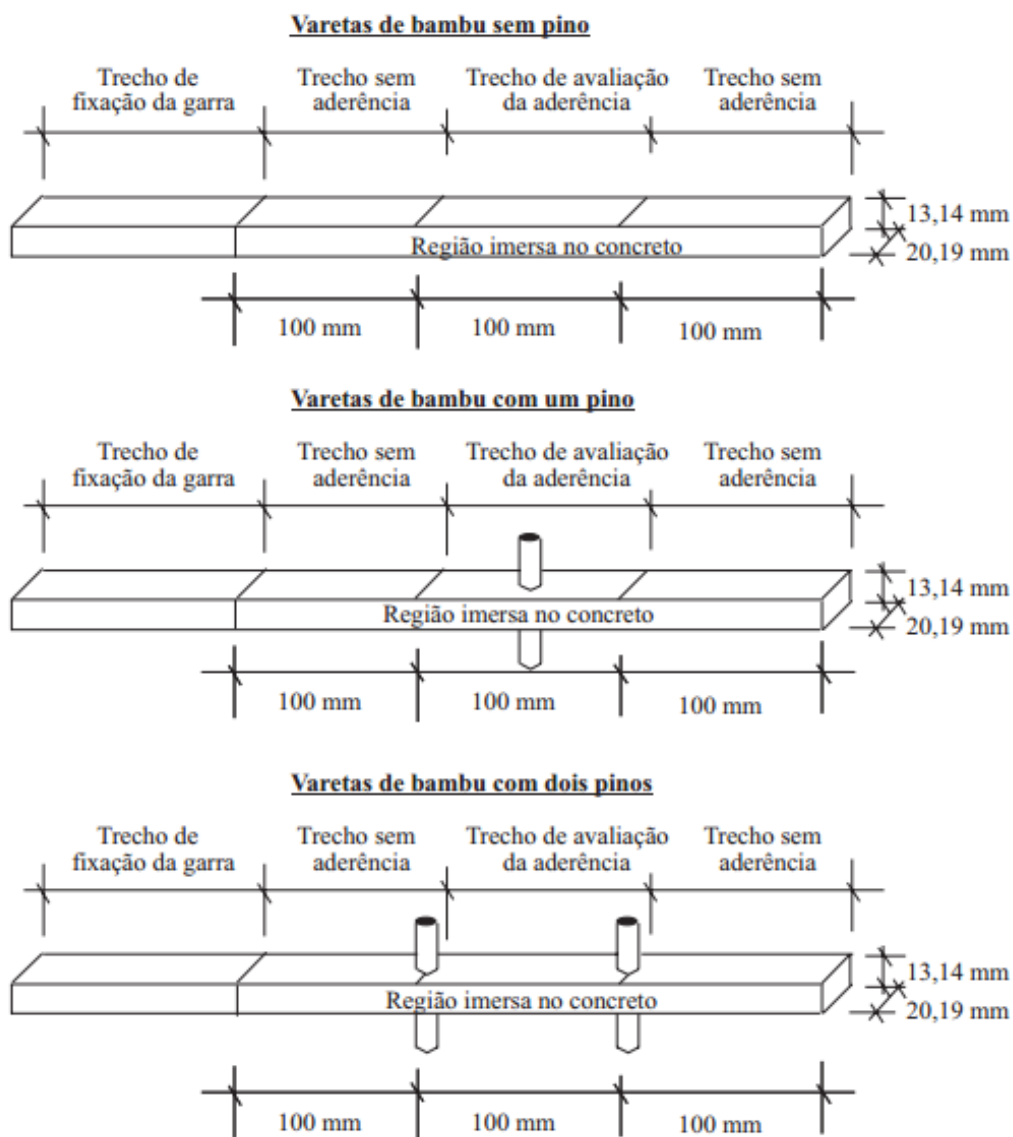 Varetas de bambu sem pino
Trecho de fixação da garra
Trecho sem aderência
Trecho de avaliação da aderência
Trecho sem aderência
13,14 mm
20,19 mm
Região imersa no concreto
100 mm
100 mm
100 mm
Varetas de bambu com um pino
Trecho de fixação da garra
Trecho sem aderência
Trecho de avaliação da aderência
Trecho sem aderência
13,14 mm
20,19 mm
Região imersa no concreto
100 mm
100 mm
100 mm
Varetas de bambu com dois pinos
Trecho de fixação da garra
Trecho sem aderência
Trecho de avaliação da aderência
Trecho sem aderência
13,14 mm
20,19 mm
Região imersa no concreto
100 mm
100 mm
100 mm